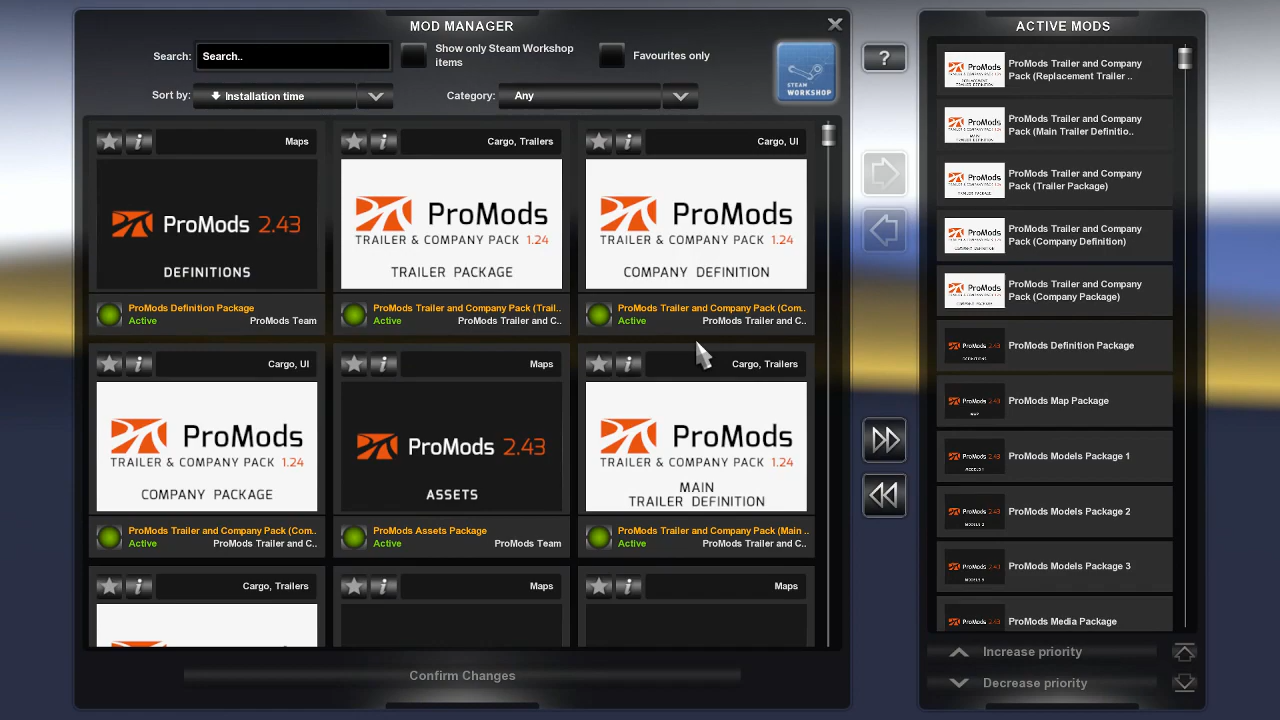 MOD MANAGER
Search:
Search..
Show only Steam Workshop
items
Favourites only
STEAM
WORKSHOP
Sort by:
Installation time
Category:
Any
Maps
ProMods 2.43
DEFINITIONS
ProMods Definition Package
Active
ProMods Team
Cargo, Trailers
ProMods
TRAILER & COMPANY PACK 1.24
TRAILER PACKAGE
ProMods Trailer and Company Pack (Trail..
Active
ProMods Trailer and C..
Cargo, UI
ProMods
TRAILER & COMPANY PACK 1.24
COMPANY DEFINITION
ProMods Trailer and Company Pack (Com..
Active
ProMods Trailer and C..
Cargo, UI
ProMods
TRAILER & COMPANY PACK 1.24
COMPANY PACKAGE
ProMods Trailer and Company Pack (Com..
Active
ProMods Trailer and C..
Maps
ProMods 2.43
ASSETS
ProMods Assets Package
Active
ProMods Team
Cargo, Trailers
ProMods
TRAILER & COMPANY PACK 1.24
MAIN
TRAILER DEFINITION
ProMods Trailer and Company Pack (Main ..
Active
ProMods Trailer and C..
Cargo, Trailers
Maps
Maps
Confirm Changes
?
ACTIVE MODS
ProMods Trailer and Company
Pack (Replacement Trailer ..
ProMods Trailer and Company
Pack (Main Trailer Definitio..
ProMods Trailer and Company
Pack (Trailer Package)
ProMods Trailer and Company
Pack (Company Definition)
ProMods Trailer and Company
Pack (Company Package)
ProMods Definition Package
ProMods Map Package
ProMods Models Package 1
ProMods Models Package 2
ProMods Models Package 3
ProMods Media Package
Increase priority
Decrease priority